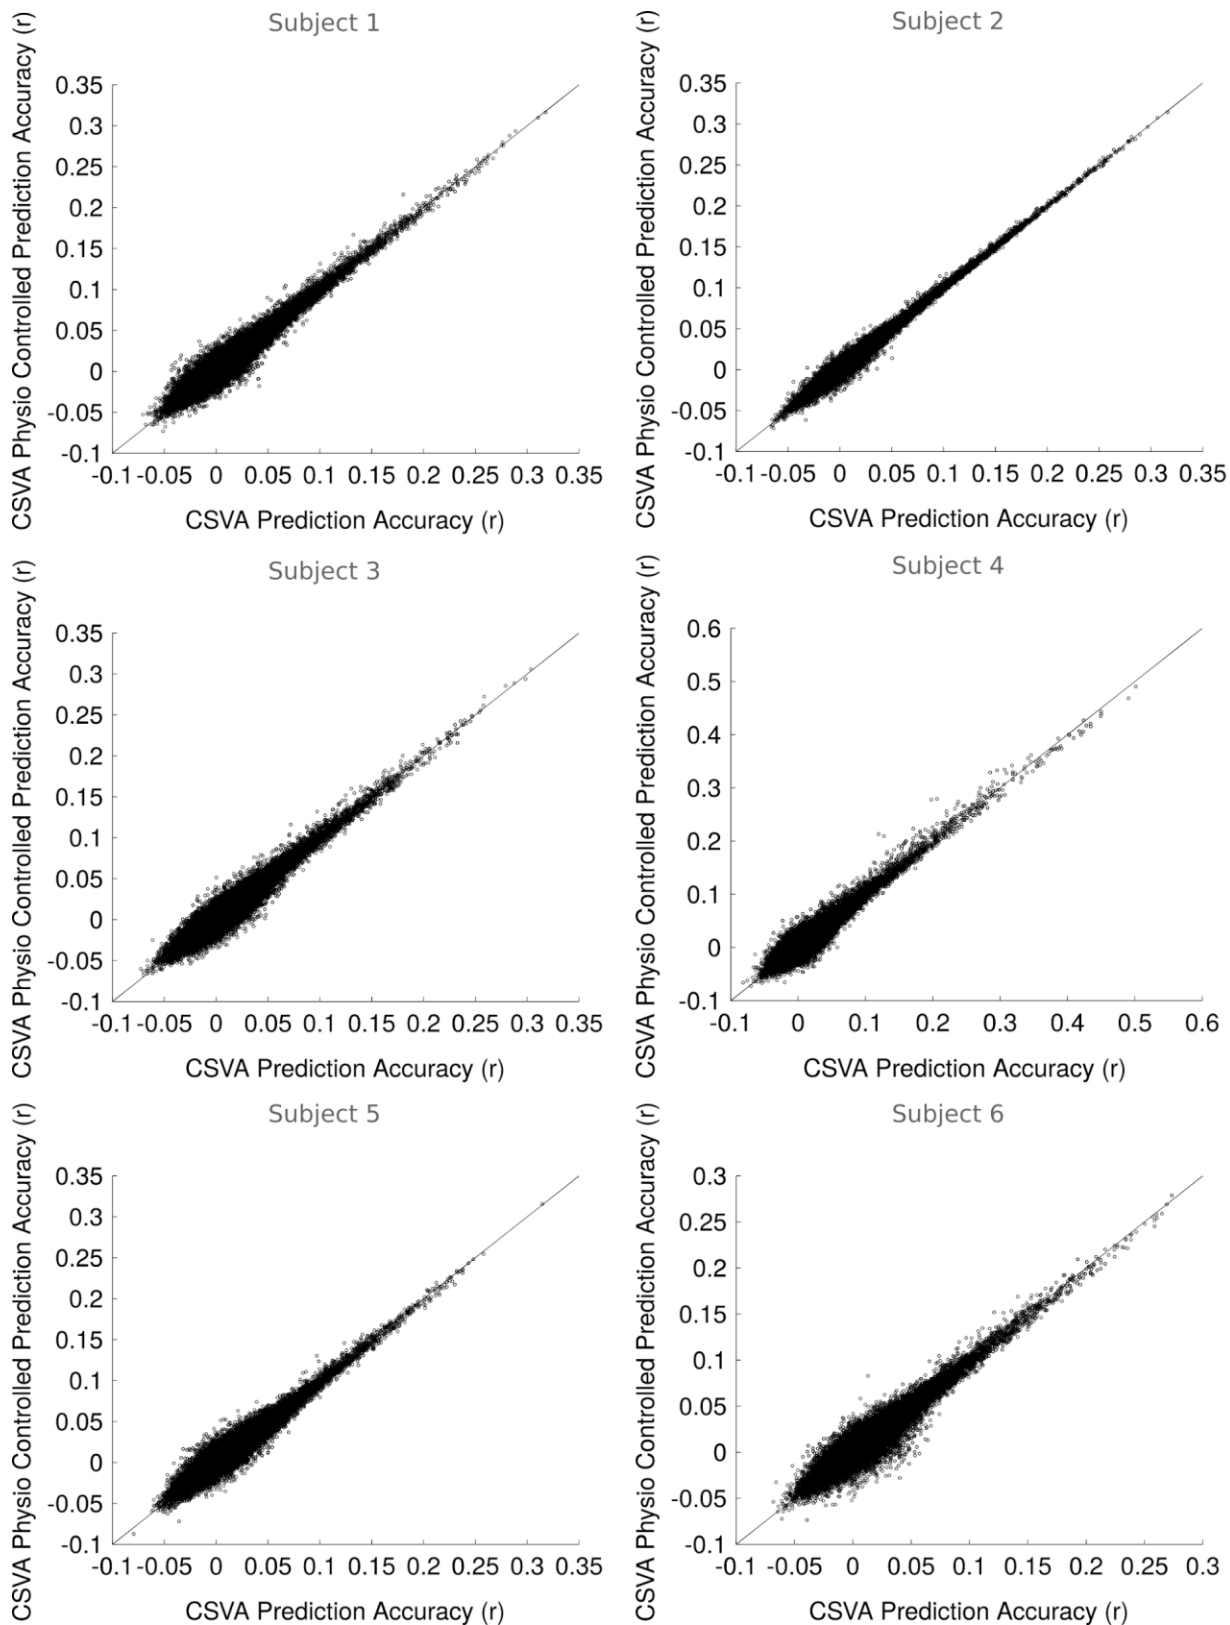 Subject 1
CSVA Physio Controlled Prediction Accuracy (r)
0.35
0.3
0.25
0.2
0.15
0.1
0.05
0
-0.05
-0.1
-0.1 -0.05 0 0.05 0.1 0.15 0.2 0.25 0.3 0.35
CSVA Prediction Accuracy (r)
Subject 2
CSVA Physio Controlled Prediction Accuracy (r)
0.35
0.3
0.25
0.2
0.15
0.1
0.05
0
-0.05
-0.1
-0.1 -0.05 0 0.05 0.1 0.15 0.2 0.25 0.3 0.35
CSVA Prediction Accuracy (r)
Subject 3
CSVA Physio Controlled Prediction Accuracy (r)
0.35
0.3
0.25
0.2
0.15
0.1
0.05
0
-0.05
-0.1
-0.1 -0.05 0 0.05 0.1 0.15 0.2 0.25 0.3 0.35
CSVA Prediction Accuracy (r)
Subject 4
CSVA Physio Controlled Prediction Accuracy (r)
0.6
0.5
0.4
0.3
0.2
0.1
0
-0.1
-0.1 0 0.1 0.2 0.3 0.4 0.5 0.6
CSVA Prediction Accuracy (r)
Subject 5
CSVA Physio Controlled Prediction Accuracy (r)
0.35
0.3
0.25
0.2
0.15
0.1
0.05
0
-0.05
-0.1
-0.1 -0.05 0 0.05 0.1 0.15 0.2 0.25 0.3 0.35
CSVA Prediction Accuracy (r)
Subject 6
CSVA Physio Controlled Prediction Accuracy (r)
0.3
0.25
0.2
0.15
0.1
0.05
0
-0.05
-0.1
-0.1 -0.05 0 0.05 0.1 0.15 0.2 0.25 0.3
CSVA Prediction Accuracy (r)